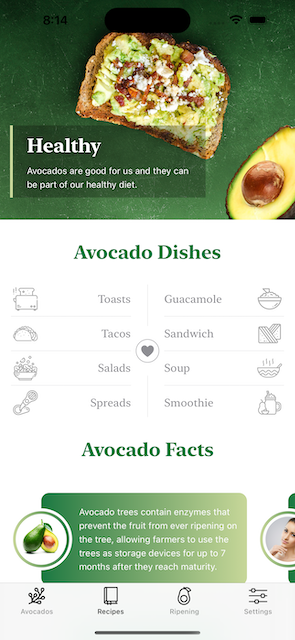 8:14
Healthy
Avocados are good for us and they can
be part of our healthy diet.
Avocado Dishes
Toasts
Guacamole
Tacos
Sandwich
Salads
Soup
Spreads
Smoothie
Avocado Facts
Avocado trees contain enzymes that
prevent the fruit from ever ripening on
the tree, allowing farmers to use the
trees as storage devices for up to 7
months after they reach maturity.
Avocados
Recipes
Ripening
Settings